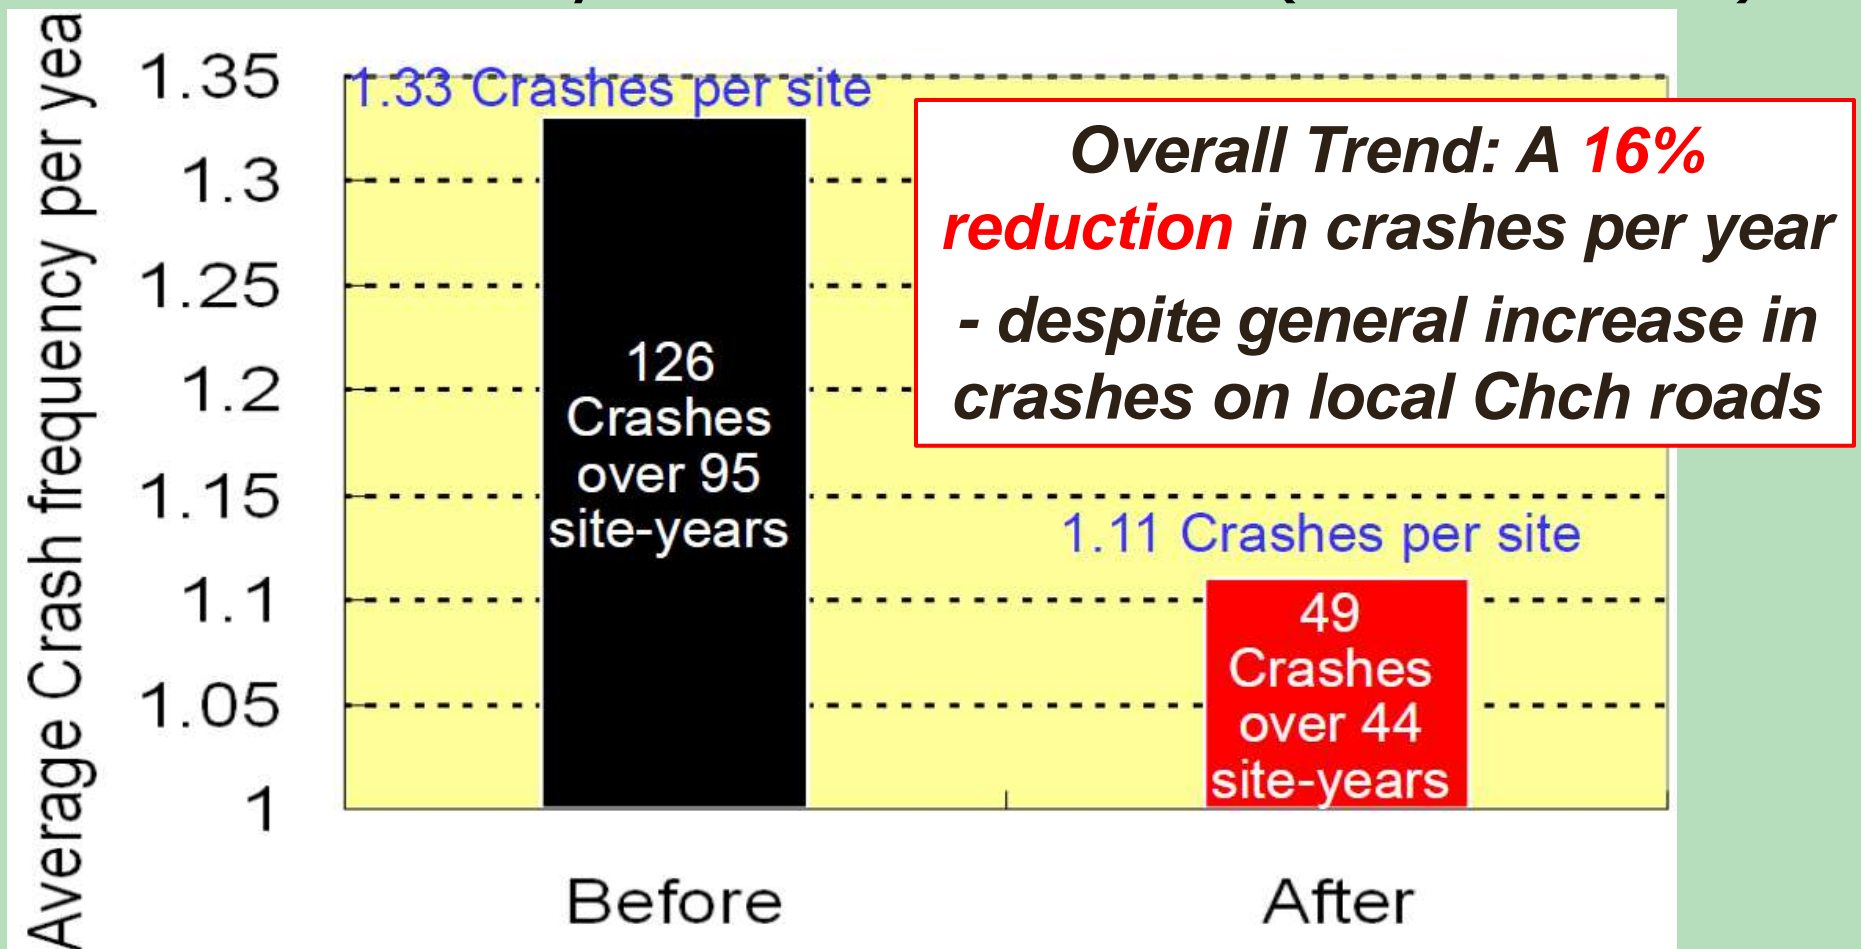 Average Crash frequency per yea
1.35
1.3
1.25
1.2
1.15
1.1
1.05
1
1.33 Crashes per site
126
Crashes
over 95
site-years
Overall Trend: A 16%
reduction in crashes per year
- despite general increase in
crashes on local Chch roads
1.11 Crashes per site
49
Crashes
over 44
site-years
Before
After